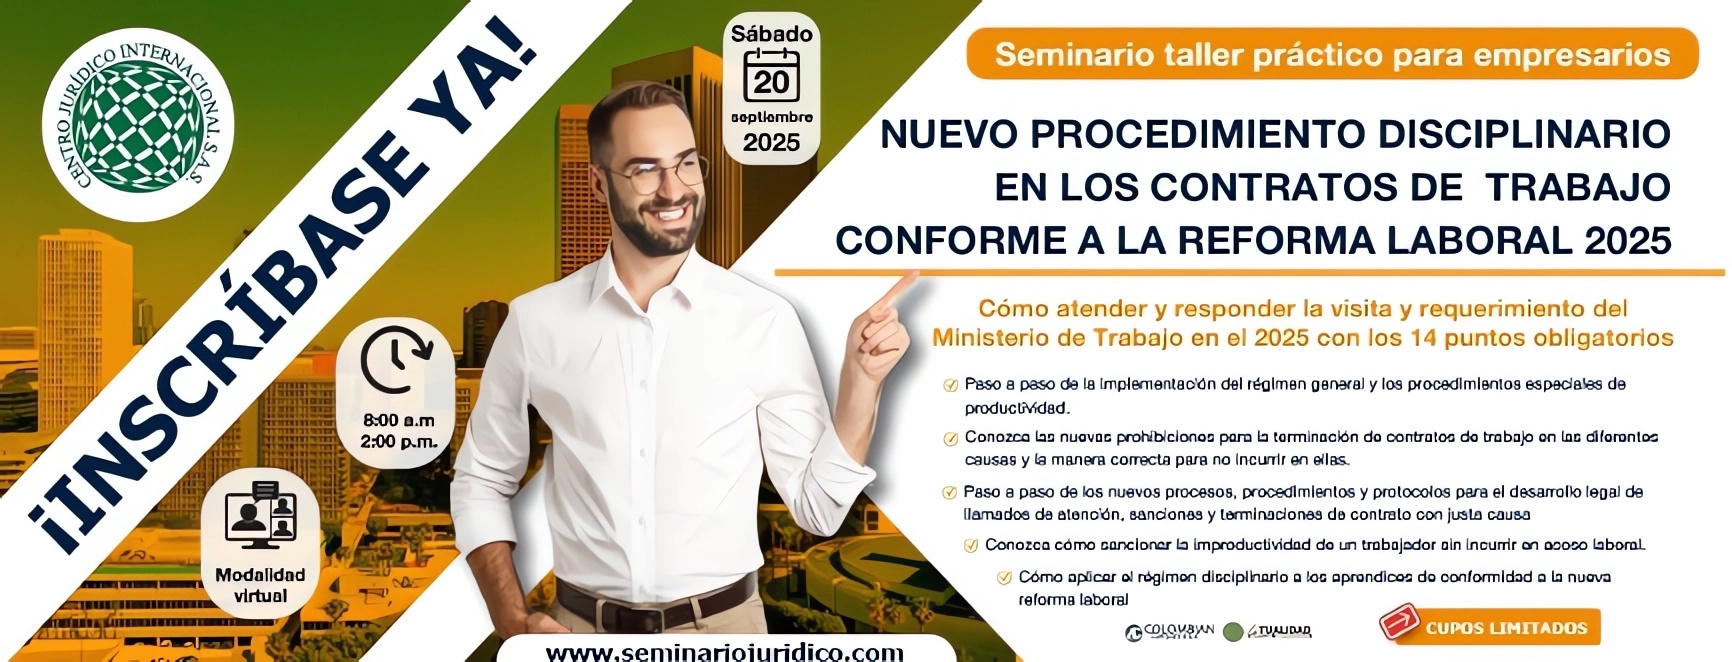 CENTRO JURÍDICO INTERNACIONAL S.A.S.
¡INSCRÍBASE YA!
Sábado
20
septiembre
2025
8:00 a.m
2:00 p.m.
Modalidad
virtual
www.seminariojuridico.com
Seminario taller práctico para empresarios
NUEVO PROCEDIMIENTO DISCIPLINARIO
EN LOS CONTRATOS DE TRABAJO
CONFORME A LA REFORMA LABORAL 2025
Cómo atender y responder la visita y requerimiento del
Ministerio de Trabajo en el 2025 con los 14 puntos obligatorios
Paso a paso de la implementación del régimen general y los procedimientos especiales de
productividad.
Conozca las nuevas prohibiciones para la terminación de contratos de trabajo en las diferentes
causas y la manera correcta para no incurrir en ellas.
Paso a paso de los nuevos procesos, procedimientos y protocolos para el desarrollo legal de
llamados de atención, sanciones y terminaciones de contrato con justa causa
Conozca cómo sancionar la improductividad de un trabajador sin incurrir en acoso laboral.
Cómo aplicar el régimen disciplinario a los aprendices de conformidad a la nueva
reforma laboral
COLOMBIAN
CUPOS LIMITADOS